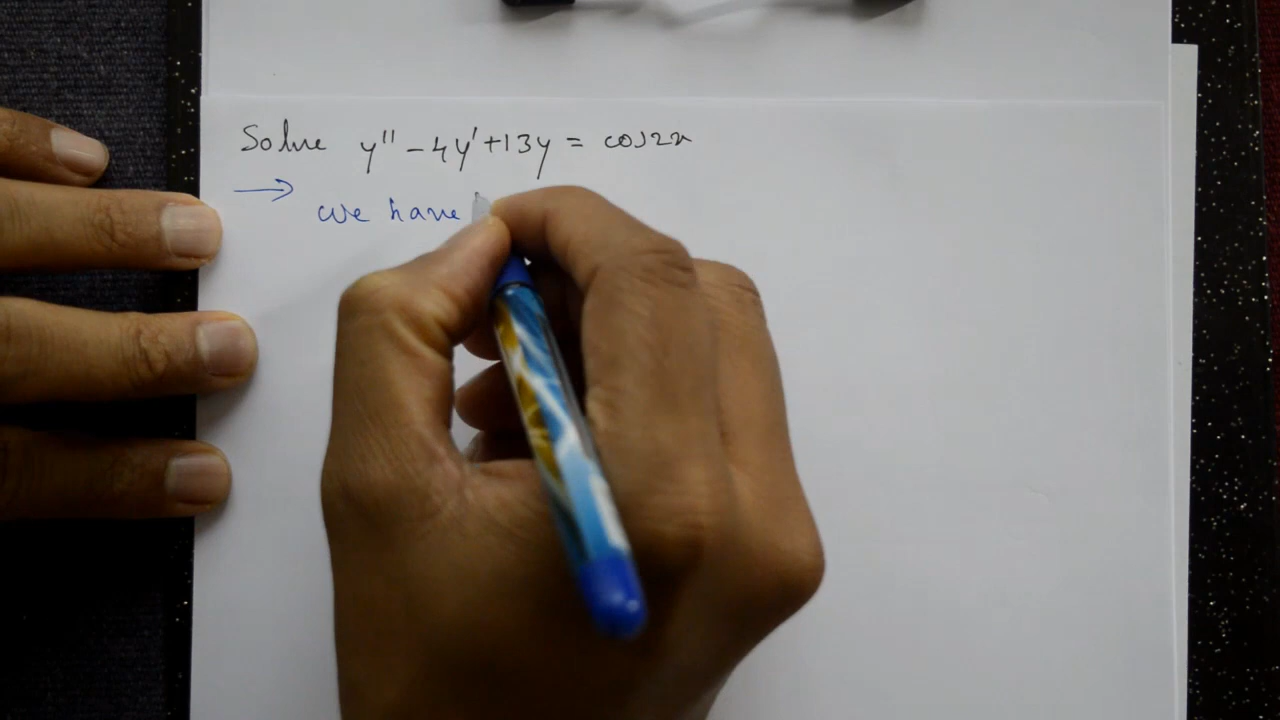 Solve y'' - 4y' + 13y = cos2x
→ we have